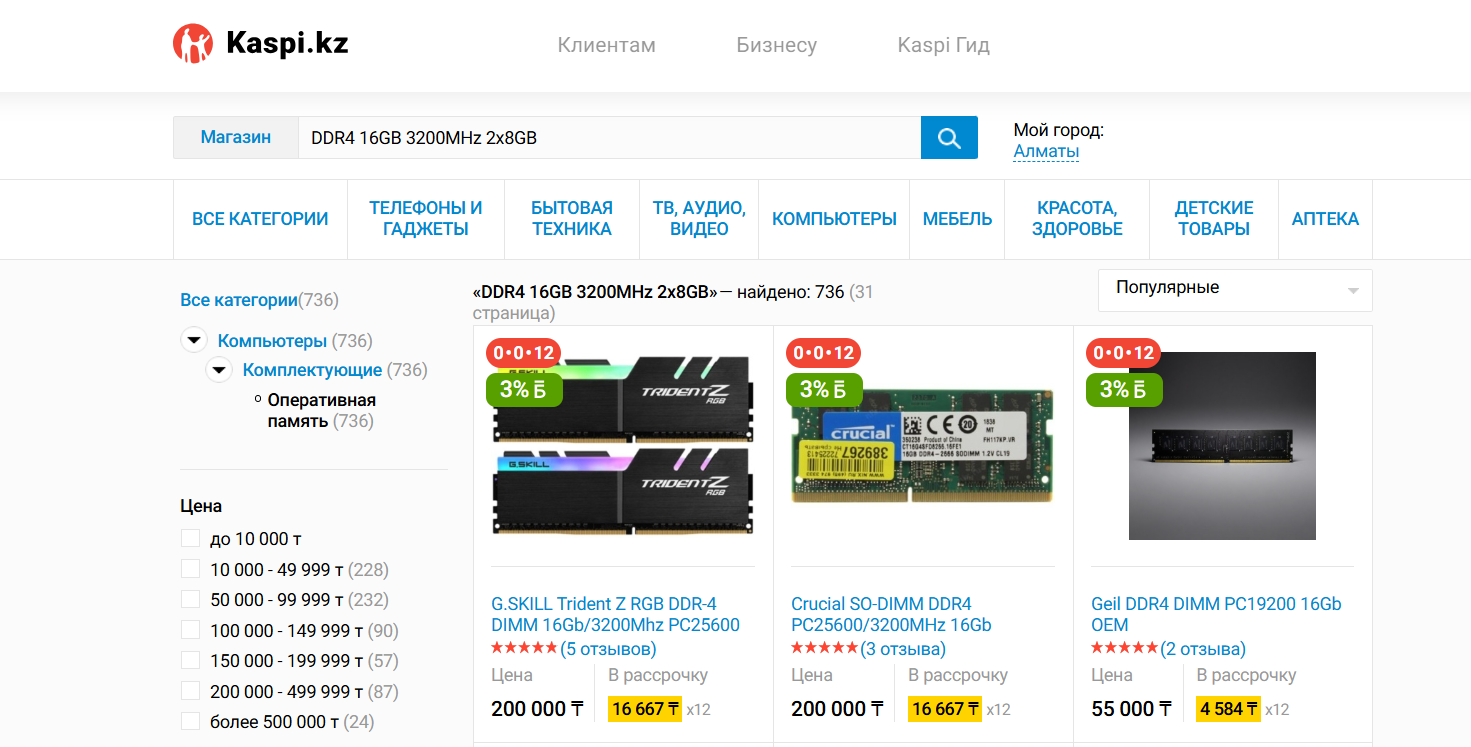 Kaspi.kz
Клиентам
Бизнесу
Kaspi Гид
Магазин
DDR4 16GB 3200MHz 2x8GB
Мой город:
Алматы
ВСЕ КАТЕГОРИИ
ТЕЛЕФОНЫ И
ГАДЖЕТЫ
БЫТОВАЯ
ТЕХНИКА
ТВ, АУДИО,
ВИДЕО
КОМПЬЮТЕРЫ
МЕБЕЛЬ
КРАСОТА,
ЗДОРОВЬЕ
ДЕТСКИЕ
ТОВАРЫ
АПТЕКА
Все категории(736)
Компьютеры (736)
Комплектующие (736)
Оперативная
память (736)
Цена
до 10 000 т
10 000 - 49 999 т (228)
50 000 - 99 999 т (232)
100 000 - 149 999 т (90)
150 000 - 199 999 т (57)
200 000 - 499 999 т (87)
более 500 000 т (24)
«DDR4 16GB 3200MHz 2x8GB»— найдено: 736 (31
страница)
Популярные
0•0•12
3% Б
TRIDENT Z
RGB
G.SKILL
TRIDENT Z
RGB
G.SKILL Trident Z RGB DDR-4
DIMM 16Gb/3200Mhz PC25600
(5 отзывов)
Цена
В рассрочку
200 000 ₸
16 667 ₸ x12
0•0•12
3% Б
crucial
389267
72225413
Crucial SO-DIMM DDR4
PC25600/3200MHz 16Gb
(3 отзыва)
Цена
В рассрочку
200 000 ₸
16 667 ₸ x12
0•0•12
3% Б
Geil DDR4 DIMM PC19200 16Gb
OEM
(2 отзыва)
Цена
В рассрочку
55 000 ₸
4 584 ₸ x12